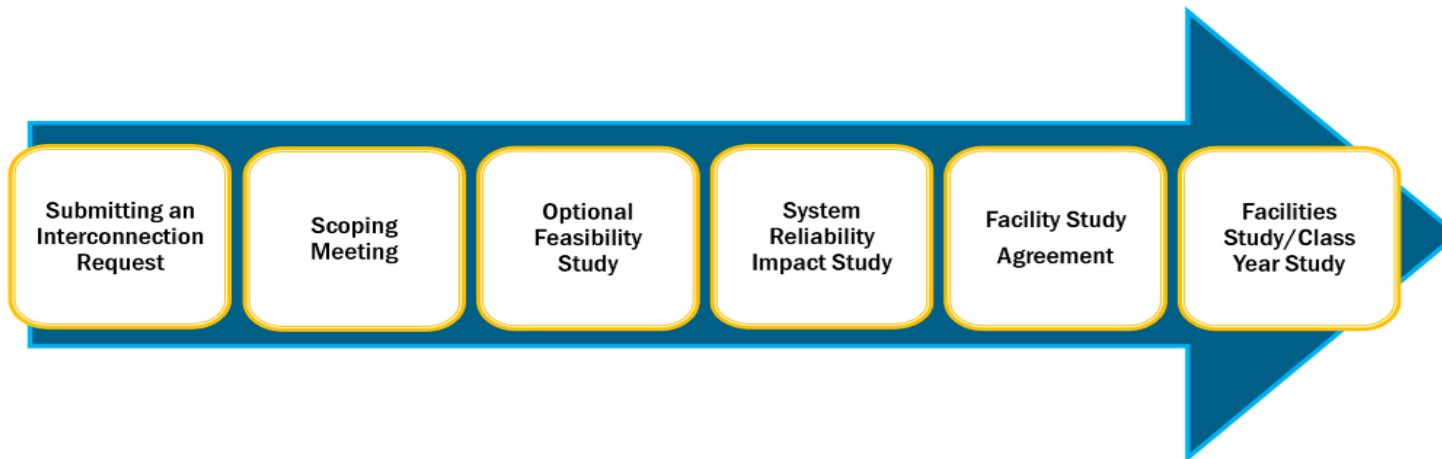 Submitting an
Interconnection
Request
Scoping
Meeting
Optional
Feasibility
Study
System
Reliability
Impact Study
Facility Study
Agreement
Facilities
Study/Class
Year Study